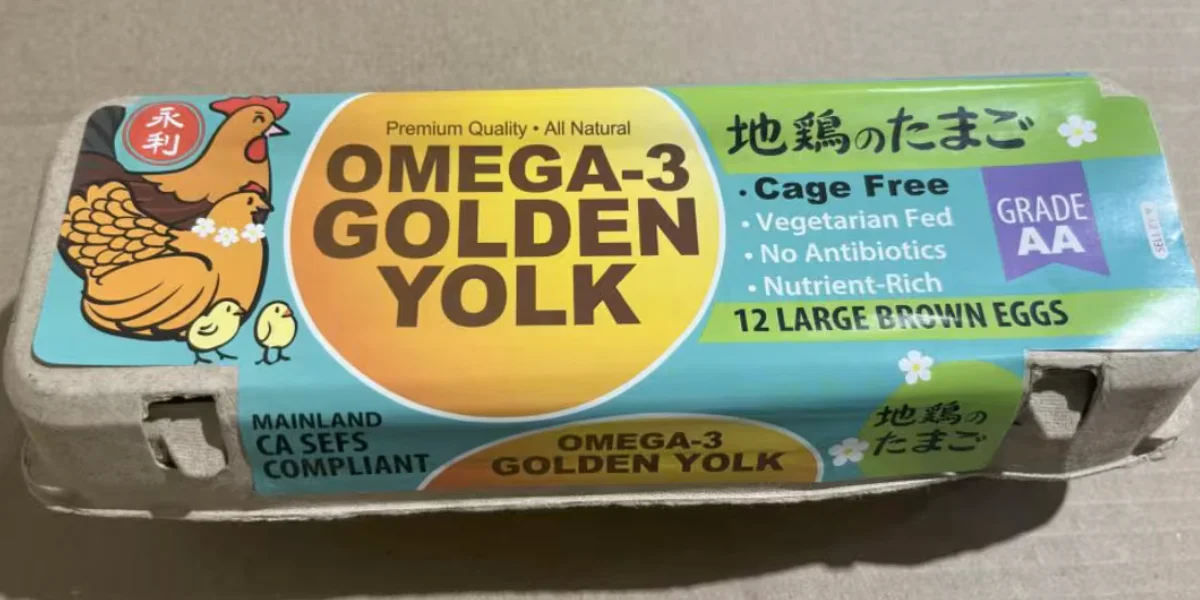 永
利
Premium Quality • All Natural
OMEGA-3
GOLDEN
YOLK
地鶏のたまご
• Cage Free
• Vegetarian Fed
• No Antibiotics
• Nutrient-Rich
GRADE
AA
SELL BY
12 LARGE BROWN EGGS
MAINLAND
CA SEFS
COMPLIANT
OMEGA-3
GOLDEN YOLK
地鶏の
たまご